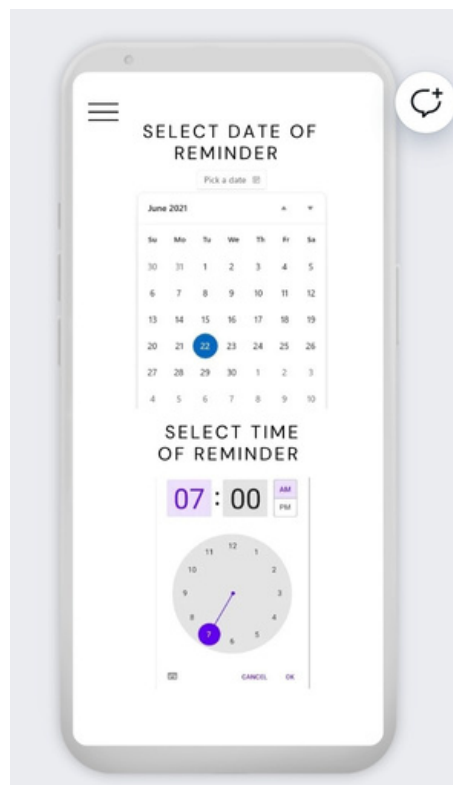 SELECT DATE OF
REMINDER
Pick a date
June 2021
Su Mo Tu We Th Fr Sa
30 31 1 2 3 4 5
6 7 8 9 10 11 12
13 14 15 16 17 18 19
20 21 22 23 24 25 26
27 28 29 30 1 2 3
4 5 6 7 8 9 10
SELECT TIME
OF REMINDER
07 : 00 AM
PM
12
11 1
10 2
9 3
8 4
7 5
6
CANCEL OK